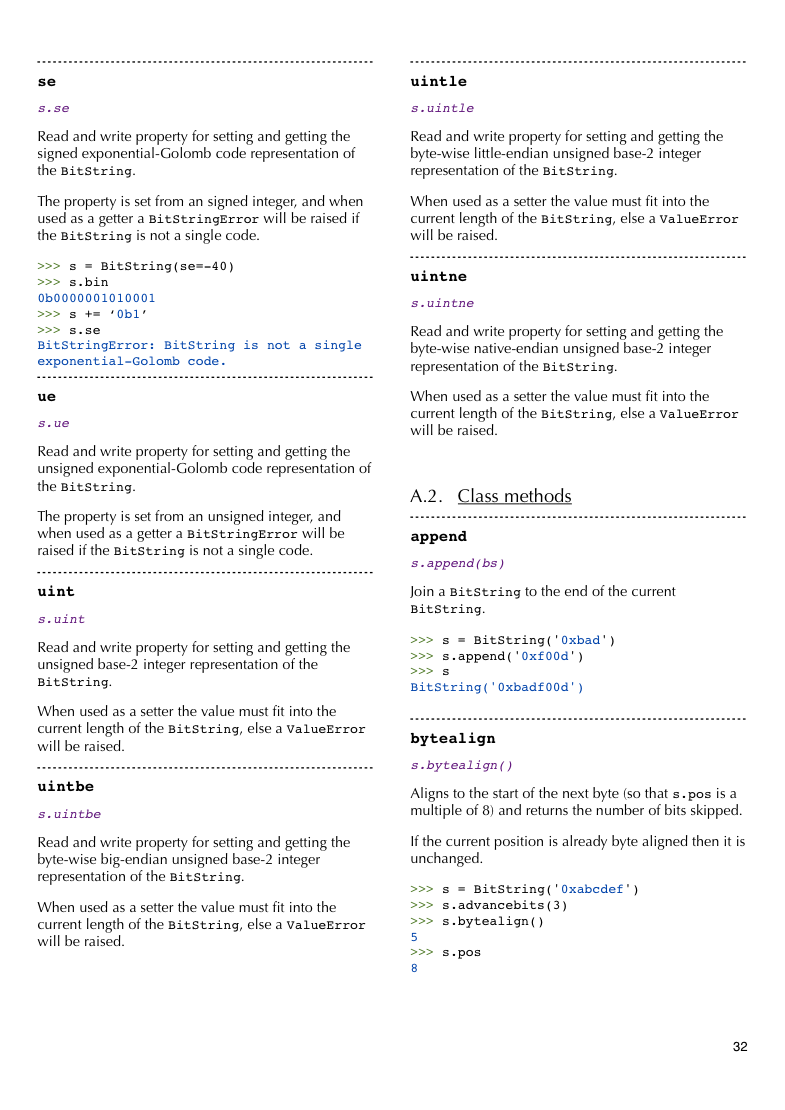 se
s.se
Read and write property for setting and getting the
signed exponential-Golomb code representation of
the BitString.
The property is set from an signed integer, and when
used as a getter a BitStringError will be raised if
the BitString is not a single code.
>>> s = BitString(se=-40)
>>> s.bin
0b0000001010001
>>> s += ‘0b1’
>>> s.se
BitStringError: BitString is not a single
exponential-Golomb code.
ue
s.ue
Read and write property for setting and getting the
unsigned exponential-Golomb code representation of
the BitString.
The property is set from an unsigned integer, and
when used as a getter a BitStringError will be
raised if the BitString is not a single code.
uint
s.uint
Read and write property for setting and getting the
unsigned base-2 integer representation of the
BitString.
When used as a setter the value must fit into the
current length of the BitString, else a ValueError
will be raised.
uintbe
s.uintbe
Read and write property for setting and getting the
byte-wise big-endian unsigned base-2 integer
representation of the BitString.
When used as a setter the value must fit into the
current length of the BitString, else a ValueError
will be raised.
uintle
s.uintle
Read and write property for setting and getting the
byte-wise little-endian unsigned base-2 integer
representation of the BitString.
When used as a setter the value must fit into the
current length of the BitString, else a ValueError
will be raised.
uintne
s.uintne
Read and write property for setting and getting the
byte-wise native-endian unsigned base-2 integer
representation of the BitString.
When used as a setter the value must fit into the
current length of the BitString, else a ValueError
will be raised.
A.2. Class methods
append
s.append(bs)
Join a BitString to the end of the current
BitString.
>>> s = BitString('0xbad')
>>> s.append('0xf00d')
>>> s
BitString('0xbadf00d')
bytealign
s.bytealign()
Aligns to the start of the next byte (so that s.pos is a
multiple of 8) and returns the number of bits skipped.
If the current position is already byte aligned then it is
unchanged.
>>> s = BitString('0xabcdef')
>>> s.advancebits(3)
>>> s.bytealign()
5
>>> s.pos
8
32